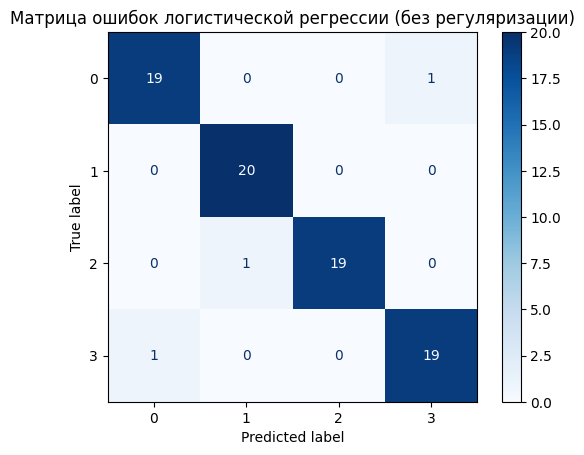 Матрица ошибок логистической регрессии (без регуляризации)
0 19 0 0 1
1 0 20 0 0
2 0 1 19 0
3 1 0 0 19
0 1 2 3
Predicted label
True label
20.0
17.5
15.0
12.5
10.0
7.5
5.0
2.5
0.0